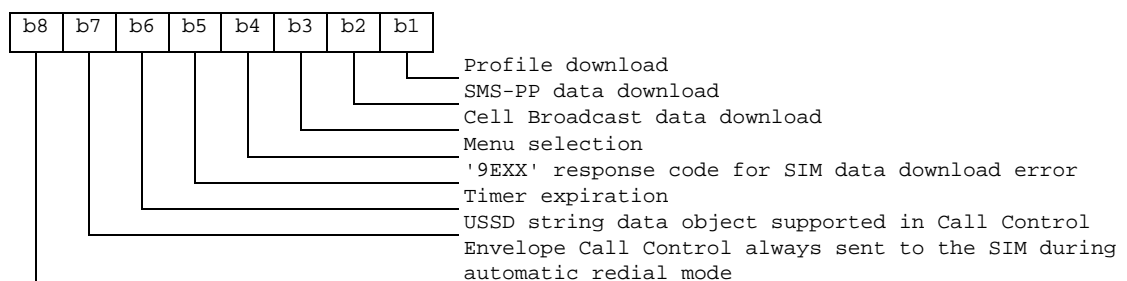 b8 b7 b6 b5 b4 b3 b2 b1
Profile download
SMS-PP data download
Cell Broadcast data download
Menu selection
'9EXX' response code for SIM data download error
Timer expiration
USSD string data object supported in Call Control
Envelope Call Control always sent to the SIM during
automatic redial mode